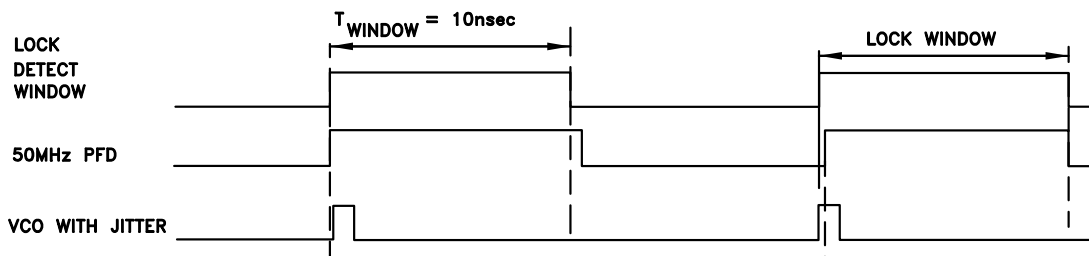 T WINDOW = 10nsec
LOCK WINDOW
LOCK
DETECT
WINDOW
50MHz PFD
VCO WITH JITTER